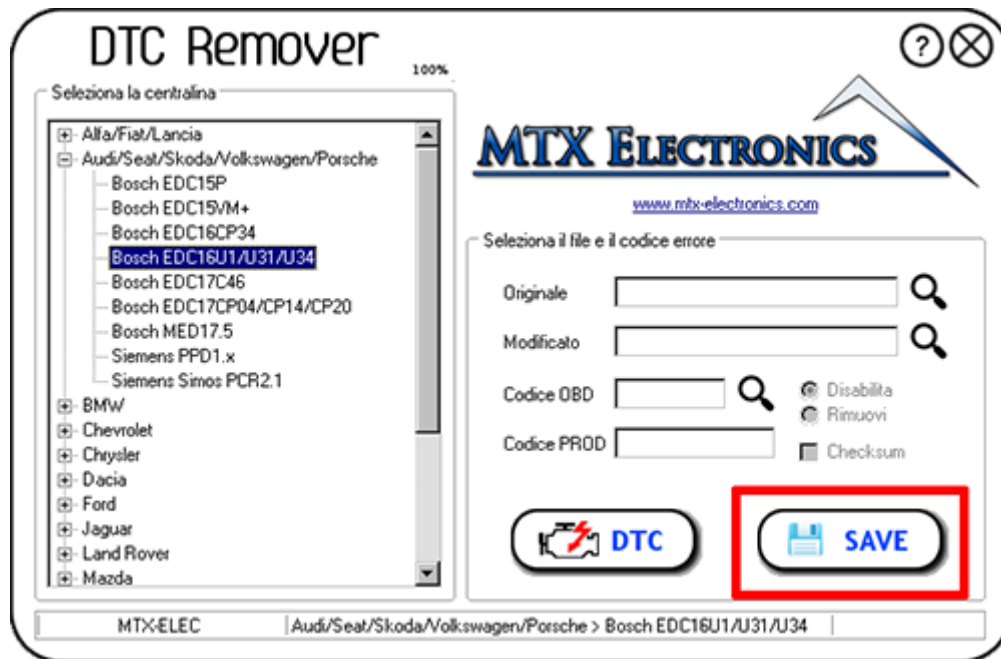 DTC Remover
100%
Seleziona la centralina
Alfa/Fiat/Lancia
Audi/Seat/Skoda/Volkswagen/Porsche
Bosch EDC15P
Bosch EDC15VM+
Bosch EDC16CP34
Bosch EDC16U1/U31/U34
Bosch EDC17C46
Bosch EDC17CP04/CP14/CP20
Bosch MED17.5
Siemens PPD1.x
Siemens Simos PCR2.1
BMW
Chevrolet
Chrysler
Dacia
Ford
Jaguar
Land Rover
Mazda
?
MTX ELECTRONICS
www.mtx-electronics.com
Seleziona il file e il codice errore
Originale
Modificato
Codice OBD
Disabilita
Rimuovi
Codice PROD
Checksum
DTC
SAVE
MTX-ELEC
Audi/Seat/Skoda/Volkswagen/Porsche > Bosch EDC16U1/U31/U34